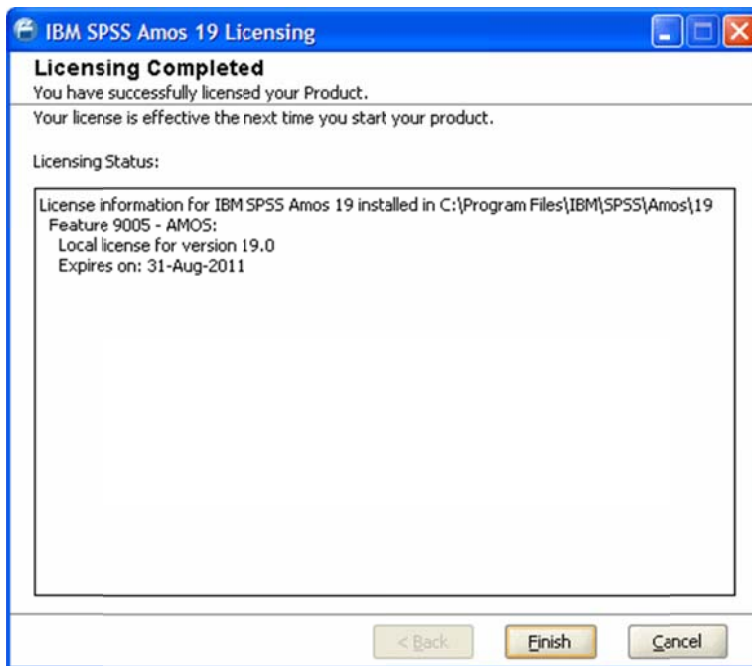 IBM SPSS Amos 19 Licensing
Licensing Completed
You have successfully licensed your Product.
Your license is effective the next time you start your product.
Licensing Status:
License information for IBM SPSS Amos 19 installed in C:\Program Files\IBM\SPSS\Amos\19
Feature 9005 - AMOS:
Local license for version 19.0
Expires on: 31-Aug-2011
< Back
Finish
Cancel